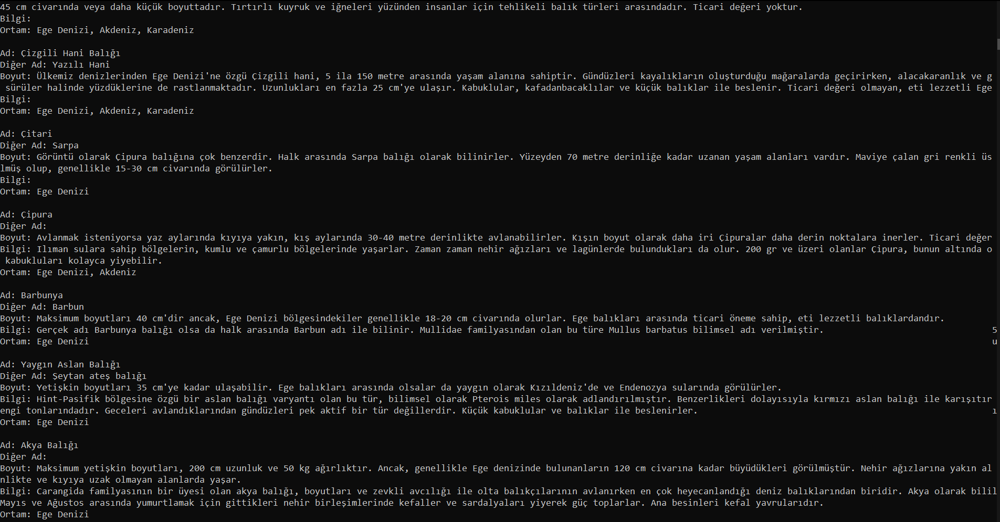 45 cm civarında veya daha küçük boyuttadır. Tırtırlı kuyruk ve iğneleri yüzünden insanlar için tehlikeli balık türleri arasındadır. Ticari değeri yoktur.
Bilgi:
Ortam: Ege Denizi, Akdeniz, Karadeniz
Ad: Çizgili Hani Balığı
Diğer Ad: Yazılı Hani
Boyut: Ülkemiz denizlerinden Ege Denizi'ne özgü Çizgili hani, 5 ila 150 metre arasında yaşam alanına sahiptir. Gündüzleri kayalıkların oluşturduğu mağaralarda geçirirken, alacakaranlık ve g
sürüler halinde yüzdüklerine de rastlanmaktadır. Uzunlukları en fazla 25 cm'ye ulaşır. Kabuklular, kafadanbacaklılar ve küçük balıklar ile beslenir. Ticari değeri olmayan, eti lezzetli Ege
Bilgi:
Ortam: Ege Denizi, Akdeniz, Karadeniz
Ad: Çitari
Diğer Ad: Sarpa
Boyut: Görüntü olarak Çipura balığına çok benzerdir. Halk arasında Sarpa balığı olarak bilinirler. Yüzeyden 70 metre derinliğe kadar uzanan yaşam alanları vardır. Maviye çalan gri renkli üs
lmüş olup, genellikle 15-30 cm civarında görülürler.
Bilgi:
Ortam: Ege Denizi
Ad: Çipura
Diğer Ad:
Boyut: Avlanmak isteniyorsa yaz aylarında kıyıya yakın, kış aylarında 30-40 metre derinlikte avlanabilirler. Kışın boyut olarak daha iri Çipuralar daha derin noktalara inerler. Ticari değer
Bilgi: Ilıman sulara sahip bölgelerin, kumlu ve çamurlu bölgelerinde yaşarlar. Zaman zaman nehir ağızları ve lagünlerde bulundukları da olur. 200 gr ve üzeri olanlar Çipura, bunun altında o
kabukluları kolayca yiyebilir.
Ortam: Ege Denizi, Akdeniz
Ad: Barbunya
Diğer Ad: Barbun
Boyut: Maksimum boyutları 40 cm'dir ancak, Ege Denizi bölgesindekiler genellikle 18-20 cm civarında olurlar. Ege balıkları arasında ticari öneme sahip, eti lezzetli balıklardandır.
Bilgi: Gerçek adı Barbunya balığı olsa da halk arasında Barbun adı ile bilinir. Mullidae familyasından olan bu türe Mullus barbatus bilimsel adı verilmiştir. 5
Ortam: Ege Denizi u
Ad: Yaygın Aslan Balığı
Diğer Ad: Şeytan ateş balığı
Boyut: Yetişkin boyutları 35 cm'ye kadar ulaşabilir. Ege balıkları arasında olsalar da yaygın olarak Kızıldeniz'de ve Endenozya sularında görülürler.
Bilgi: Hint-Pasifik bölgesine özgü bir aslan balığı varyantı olan bu tür, bilimsel olarak Pterois miles olarak adlandırılmıştır. Benzerlikleri dolayısıyla kırmızı aslan balığı ile karışıtır
engi tonlarındadır. Geceleri avlandıklarından gündüzleri pek aktif bir tür değillerdir. Küçük kabuklular ve balıklar ile beslenirler. ı
Ortam: Ege Denizi
Ad: Akya Balığı
Diğer Ad:
Boyut: Maksimum yetişkin boyutları, 200 cm uzunluk ve 50 kg ağırlıktır. Ancak, genellikle Ege denizinde bulunanların 120 cm civarına kadar büyüdükleri görülmüştür. Nehir ağızlarına yakın al
nlikte ve kıyıya uzak olmayan alanlarda yaşar.
Bilgi: Carangida familyasının bir üyesi olan akya balığı, boyutları ve zevkli avcılığı ile olta balıkçılarının avlanırken en çok heyecanlandığı deniz balıklarından biridir. Akya olarak bilil
Mayıs ve Ağustos arasında yumurtlamak için gittikleri nehir birleşimlerinde kefaller ve sardalyaları yiyerek güç toplarlar. Ana besinleri kefal yavrularıdır.
Ortam: Ege Denizi